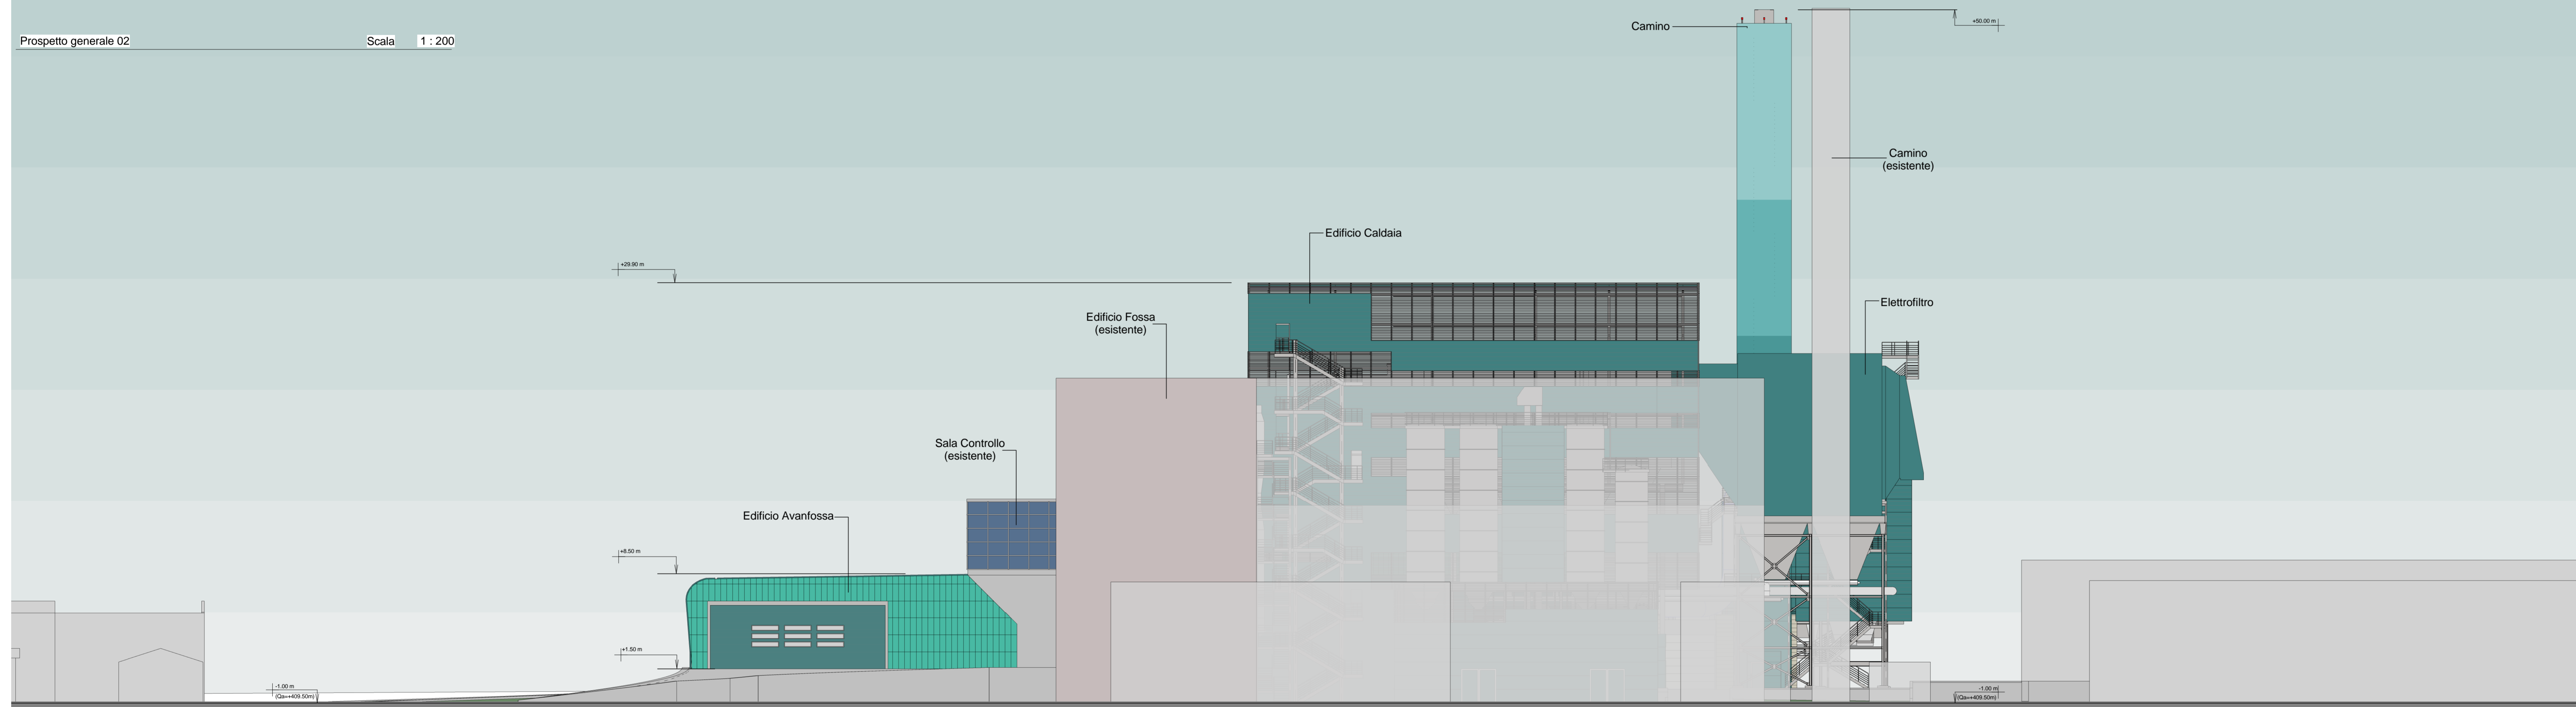 Prospetto generale 02 Scala 1 : 200
+50.00 m
Camino
Camino
(esistente)
Edificio Caldaia
+29.90 m
Elettrofiltro
Edificio Fossa
(esistente)
Sala Controllo
(esistente)
Edificio Avanfossa
+8.50 m
+1.50 m
-1.00 m
(Qa=+409.50m)
-1.00 m
(Qa=+409.50m)